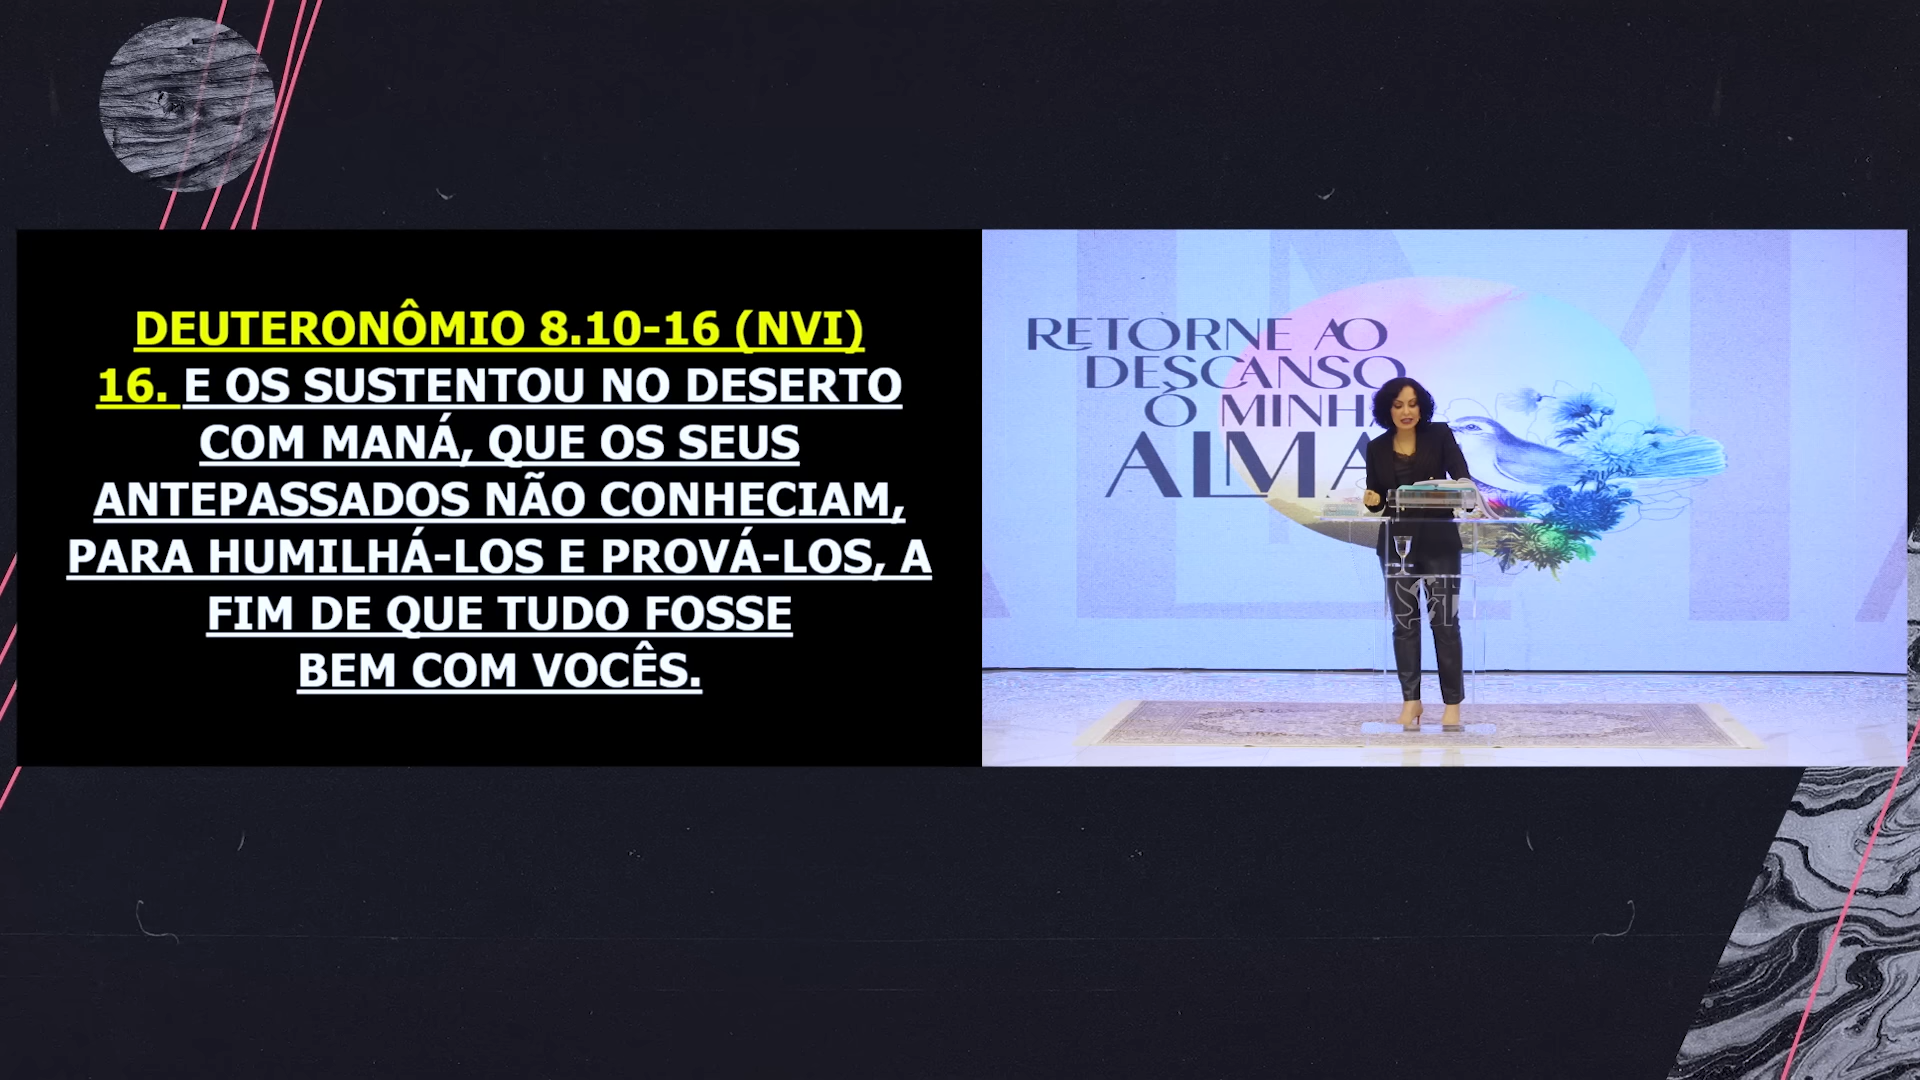 DEUTERONÔMIO 8.10-16 (NVI)
16. E OS SUSTENTOU NO DESERTO
COM MANÁ, QUE OS SEUS
ANTEPASSADOS NÃO CONHECIAM,
PARA HUMILHÁ-LOS E PROVÁ-LOS, A
FIM DE QUE TUDO FOSSE
BEM COM VOCÊS.
RETORNE AO
DESCANSO
Ó MINHA
ALMA